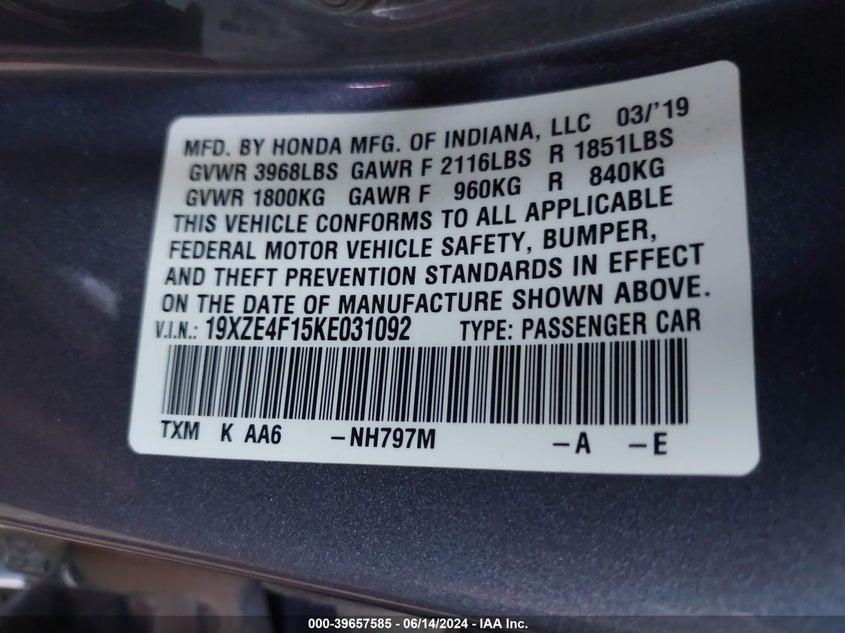 MFD. BY HONDA MFG. OF INDIANA, LLC 03/'19
GVWR 3968LBS GAWR F 2116LBS R 1851LBS
GVWR 1800KG GAWR F 960KG R 840KG
THIS VEHICLE CONFORMS TO ALL APPLICABLE
FEDERAL MOTOR VEHICLE SAFETY, BUMPER,
AND THEFT PREVENTION STANDARDS IN EFFECT
ON THE DATE OF MANUFACTURE SHOWN ABOVE.
V.I.N.: 19XZE4F15KE031092 TYPE: PASSENGER CAR
TXM K AA6 -NH797M -A -E
000-39657585 - 06/14/2024 - IAA Inc.